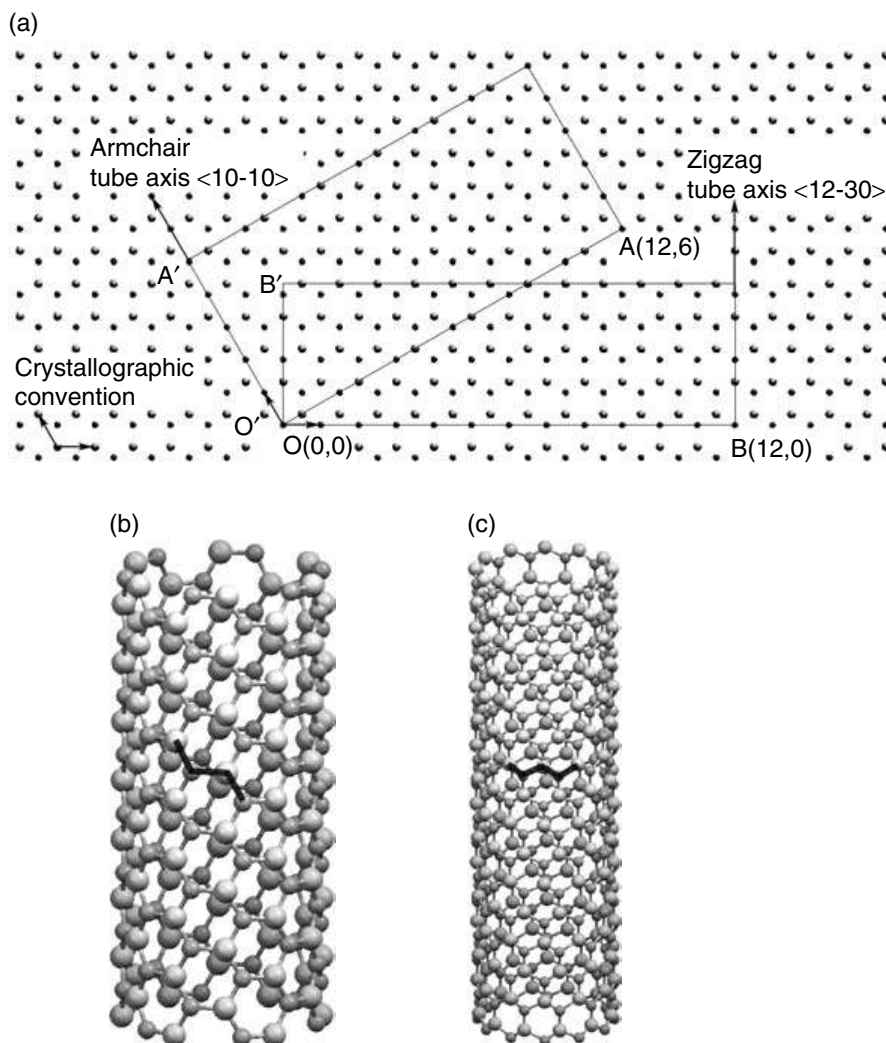 (a)
Armchair
tube axis <10-10>
Zigzag
tube axis <12-30>
A(12,6)
A′
B′
Crystallographic
convention
O′
O(0,0)
B(12,0)
(b)
(c)